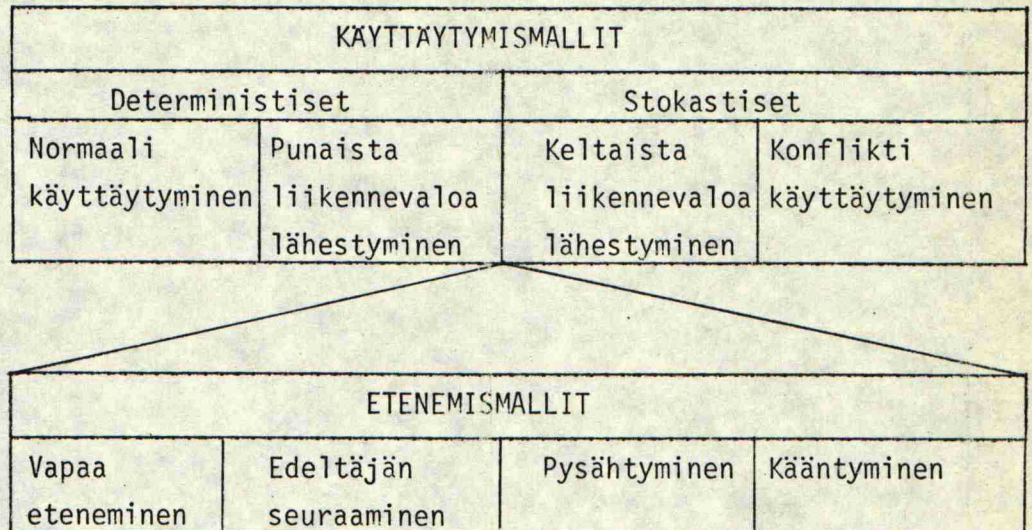 KÄYTTÄYTYMISMALLIT
Deterministiset Stokastiset
Normaali Punaista Keltaista Konflikti
käyttäytyminen liikennevaloa liikennevaloa käyttäytyminen
lähestyminen lähestyminen
ETENEMISMALLIT
Vapaa Edeltäjän Pysähtyminen Kääntyminen
eteneminen seuraaminen